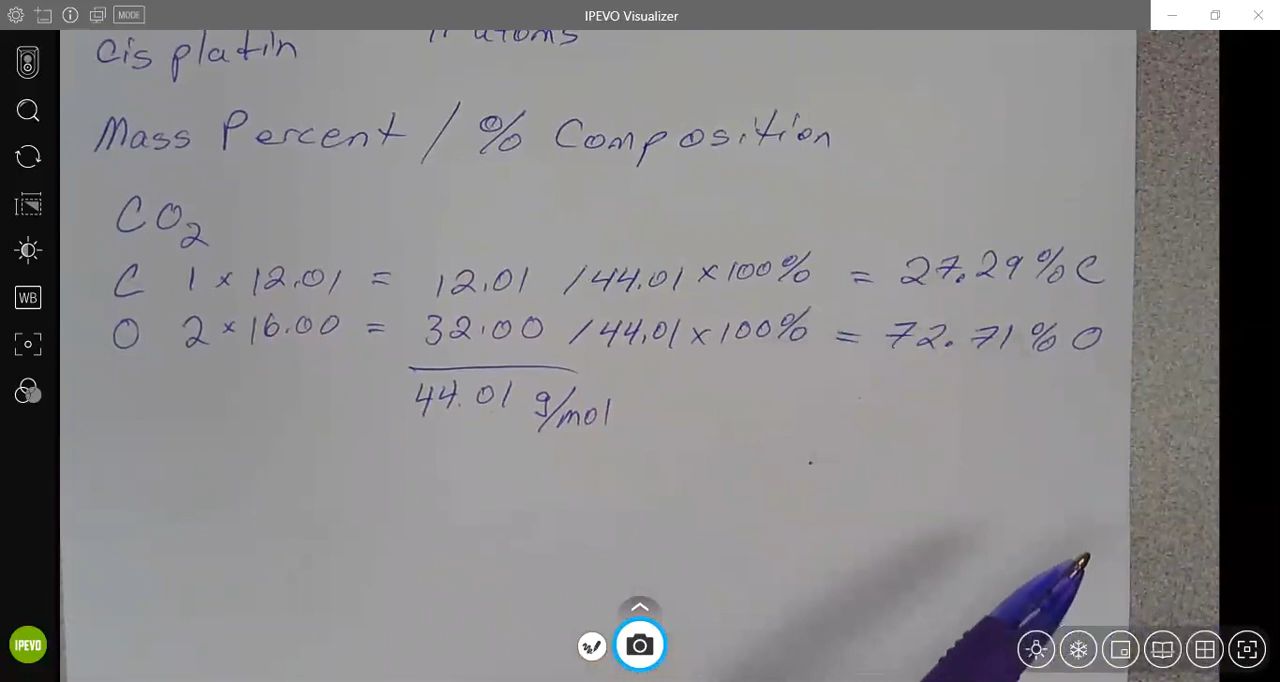 MODE
IPEVO Visualizer
atoms
Cis platin
Mass Percent / % Composition
CO2
C 1 × 12.01 = 12.01 / 44.01 × 100% = 27.29 % C
O 2 × 16.00 = 32.00 / 44.01 × 100% = 72.71 % O
44.01 g/mol
WB
IPEVO